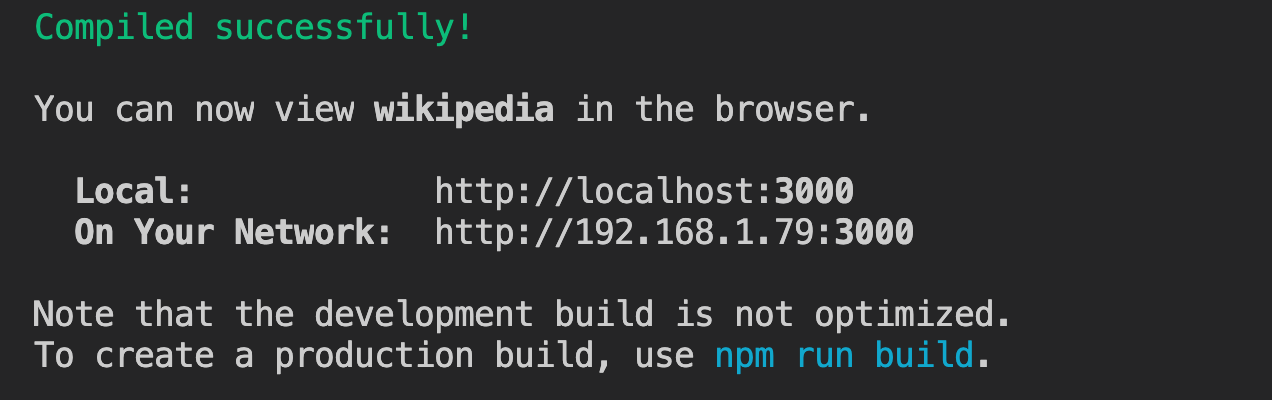 Compiled successfully!
You can now view wikipedia in the browser.
Local: http://localhost:3000
On Your Network: http://192.168.1.79:3000
Note that the development build is not optimized.
To create a production build, use npm run build.